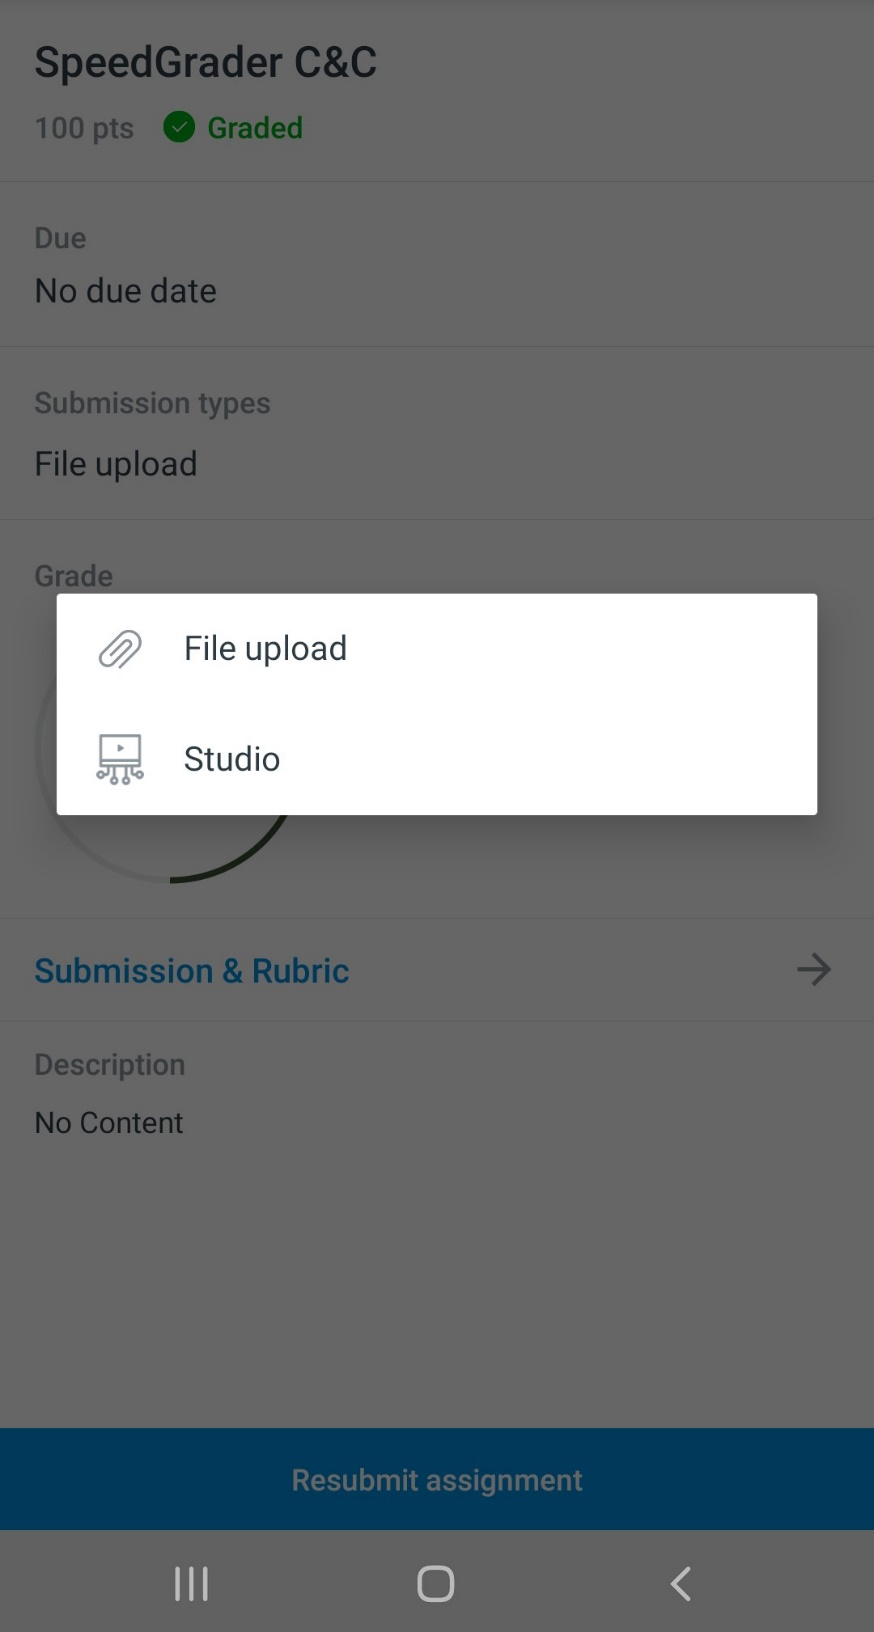 SpeedGrader C&C
100 pts Graded
Due
No due date
Submission types
File upload
Grade
File upload
Studio
Submission & Rubric
Description
No Content
Resubmit assignment